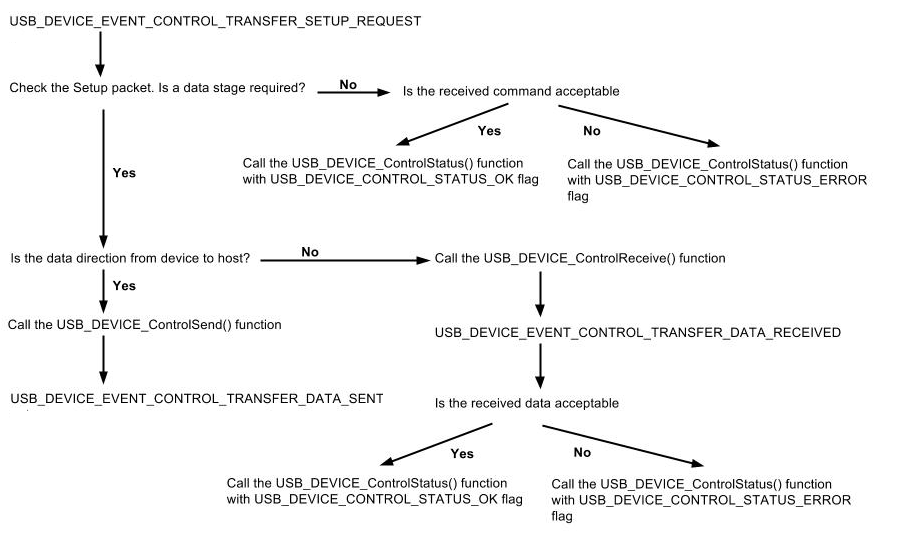 USB_DEVICE_EVENT_CONTROL_TRANSFER_SETUP_REQUEST
Check the Setup packet. Is a data stage required?
No
Is the received command acceptable
Yes
No
Call the USB_DEVICE_ControlStatus() function
with USB_DEVICE_CONTROL_STATUS_OK flag
Call the USB_DEVICE_ControlStatus() function
with USB_DEVICE_CONTROL_STATUS_ERROR
flag
Yes
Is the data direction from device to host?
No
Call the USB_DEVICE_ControlReceive() function
Yes
Call the USB_DEVICE_ControlSend() function
USB_DEVICE_EVENT_CONTROL_TRANSFER_DATA_RECEIVED
USB_DEVICE_EVENT_CONTROL_TRANSFER_DATA_SENT
Is the received data acceptable
Yes
No
Call the USB_DEVICE_ControlStatus() function
with USB_DEVICE_CONTROL_STATUS_OK flag
Call the USB_DEVICE_ControlStatus() function
with USB_DEVICE_CONTROL_STATUS_ERROR
flag